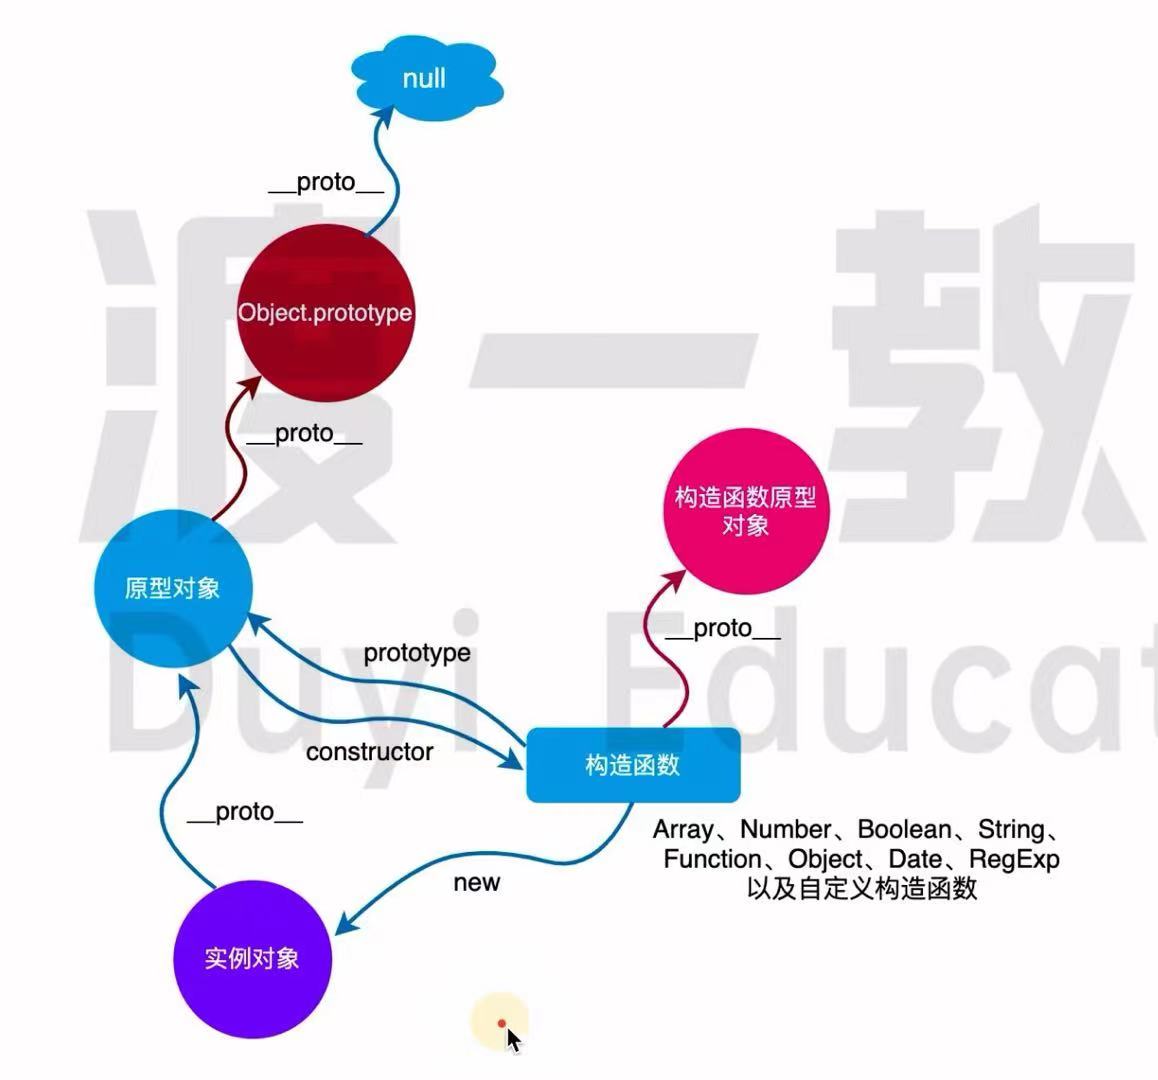 null
__proto__
Object.prototype
__proto__
构造函数原型
对象
原型对象
__proto__
prototype
constructor
构造函数
__proto__
Array、Number、Boolean、String、
Function、Object、Date、RegExp
以及自定义构造函数
new
实例对象
渡一教
Duyi Educat